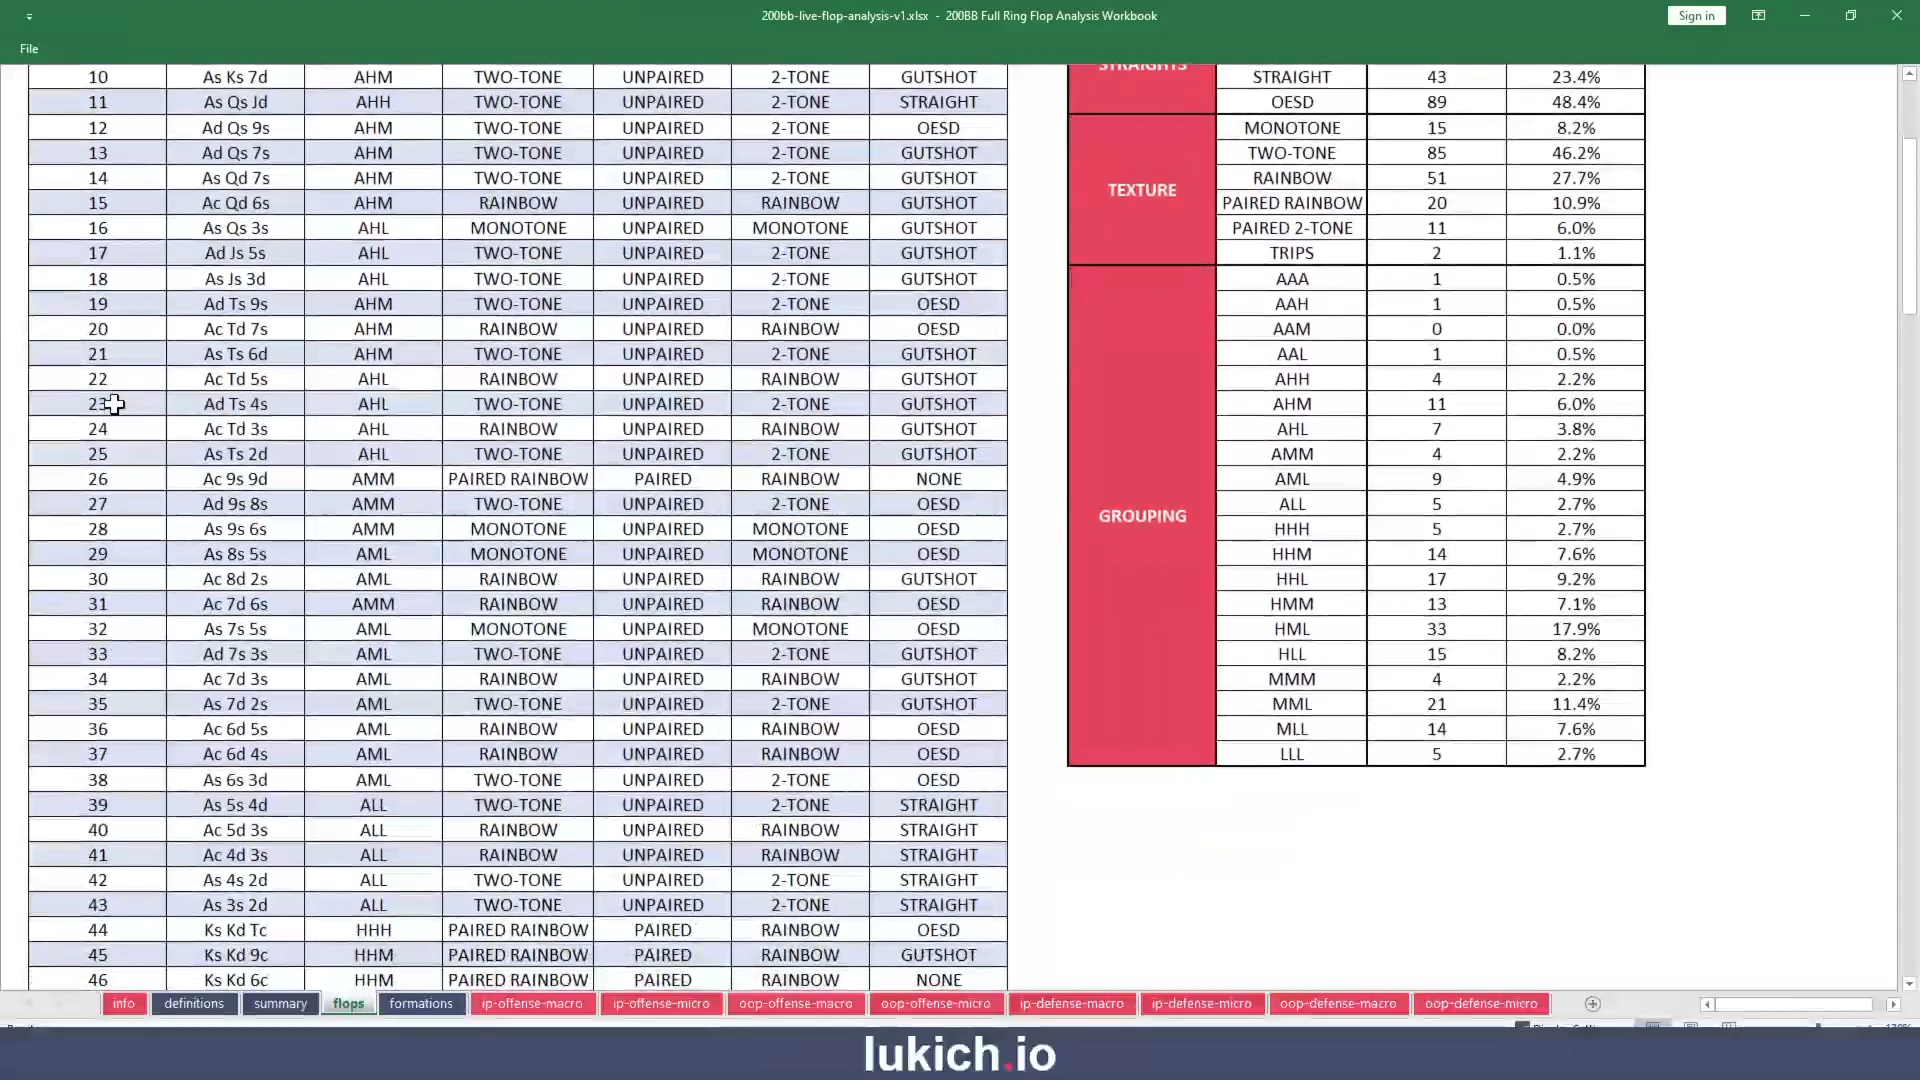 200bb-live-flop-analysis-v1.xlsx - 200BB Full Ring Flop Analysis Workbook
Sign in
File
10 As Ks 7d AHM TWO-TONE UNPAIRED 2-TONE GUTSHOT
11 As Qs Jd AHH TWO-TONE UNPAIRED 2-TONE STRAIGHT
12 Ad Qs 9s AHM TWO-TONE UNPAIRED 2-TONE OESD
13 Ad Qs 7s AHM TWO-TONE UNPAIRED 2-TONE GUTSHOT
14 As Qd 7s AHM TWO-TONE UNPAIRED 2-TONE GUTSHOT
15 Ac Qd 6s AHM RAINBOW UNPAIRED RAINBOW GUTSHOT
16 As Qs 3s AHL MONOTONE UNPAIRED MONOTONE GUTSHOT
17 Ad Js 5s AHL TWO-TONE UNPAIRED 2-TONE GUTSHOT
18 As Js 3d AHL TWO-TONE UNPAIRED 2-TONE GUTSHOT
19 Ad Ts 9s AHM TWO-TONE UNPAIRED 2-TONE OESD
20 Ac Td 7s AHM RAINBOW UNPAIRED RAINBOW OESD
21 As Ts 6d AHM TWO-TONE UNPAIRED 2-TONE GUTSHOT
22 Ac Td 5s AHL RAINBOW UNPAIRED RAINBOW GUTSHOT
23 Ad Ts 4s AHL TWO-TONE UNPAIRED 2-TONE GUTSHOT
24 Ac Td 3s AHL RAINBOW UNPAIRED RAINBOW GUTSHOT
25 As Ts 2d AHL TWO-TONE UNPAIRED 2-TONE GUTSHOT
26 Ac 9s 9d AMM PAIRED RAINBOW PAIRED RAINBOW NONE
27 Ad 9s 8s AMM TWO-TONE UNPAIRED 2-TONE OESD
28 As 9s 6s AMM MONOTONE UNPAIRED MONOTONE OESD
29 As 8s 5s AML MONOTONE UNPAIRED MONOTONE OESD
30 Ac 8d 2s AML RAINBOW UNPAIRED RAINBOW GUTSHOT
31 Ac 7d 6s AMM RAINBOW UNPAIRED RAINBOW OESD
32 As 7s 5s AML MONOTONE UNPAIRED MONOTONE OESD
33 Ad 7s 3s AML TWO-TONE UNPAIRED 2-TONE GUTSHOT
34 Ac 7d 3s AML RAINBOW UNPAIRED RAINBOW GUTSHOT
35 As 7d 2s AML TWO-TONE UNPAIRED 2-TONE GUTSHOT
36 Ac 6d 5s AML RAINBOW UNPAIRED RAINBOW OESD
37 Ac 6d 4s AML RAINBOW UNPAIRED RAINBOW OESD
38 As 6s 3d AML TWO-TONE UNPAIRED 2-TONE OESD
39 As 5s 4d ALL TWO-TONE UNPAIRED 2-TONE STRAIGHT
40 Ac 5d 3s ALL RAINBOW UNPAIRED RAINBOW STRAIGHT
41 Ac 4d 3s ALL RAINBOW UNPAIRED RAINBOW STRAIGHT
42 As 4s 2d ALL TWO-TONE UNPAIRED 2-TONE STRAIGHT
43 As 3s 2d ALL TWO-TONE UNPAIRED 2-TONE STRAIGHT
44 Ks Kd Tc HHH PAIRED RAINBOW PAIRED RAINBOW OESD
45 Ks Kd 9c HHM PAIRED RAINBOW PAIRED RAINBOW GUTSHOT
46 Ks Kd 6c HHM PAIRED RAINBOW PAIRED RAINBOW NONE
STRAIGHTS
STRAIGHT 43 23.4%
OESD 89 48.4%
TEXTURE
MONOTONE 15 8.2%
TWO-TONE 85 46.2%
RAINBOW 51 27.7%
PAIRED RAINBOW 20 10.9%
PAIRED 2-TONE 11 6.0%
TRIPS 2 1.1%
GROUPING
AAA 1 0.5%
AAH 1 0.5%
AAM 0 0.0%
AAL 1 0.5%
AHH 4 2.2%
AHM 11 6.0%
AHL 7 3.8%
AMM 4 2.2%
AML 9 4.9%
ALL 5 2.7%
HHH 5 2.7%
HHM 14 7.6%
HHL 17 9.2%
HMM 13 7.1%
HML 33 17.9%
HLL 15 8.2%
MMM 4 2.2%
MML 21 11.4%
MLL 14 7.6%
LLL 5 2.7%
info definitions summary flops formations ip-offense-macro ip-offense-micro oop-offense-macro oop-offense-micro ip-defense-macro ip-defense-micro oop-defense-macro oop-defense-micro
lukich.io